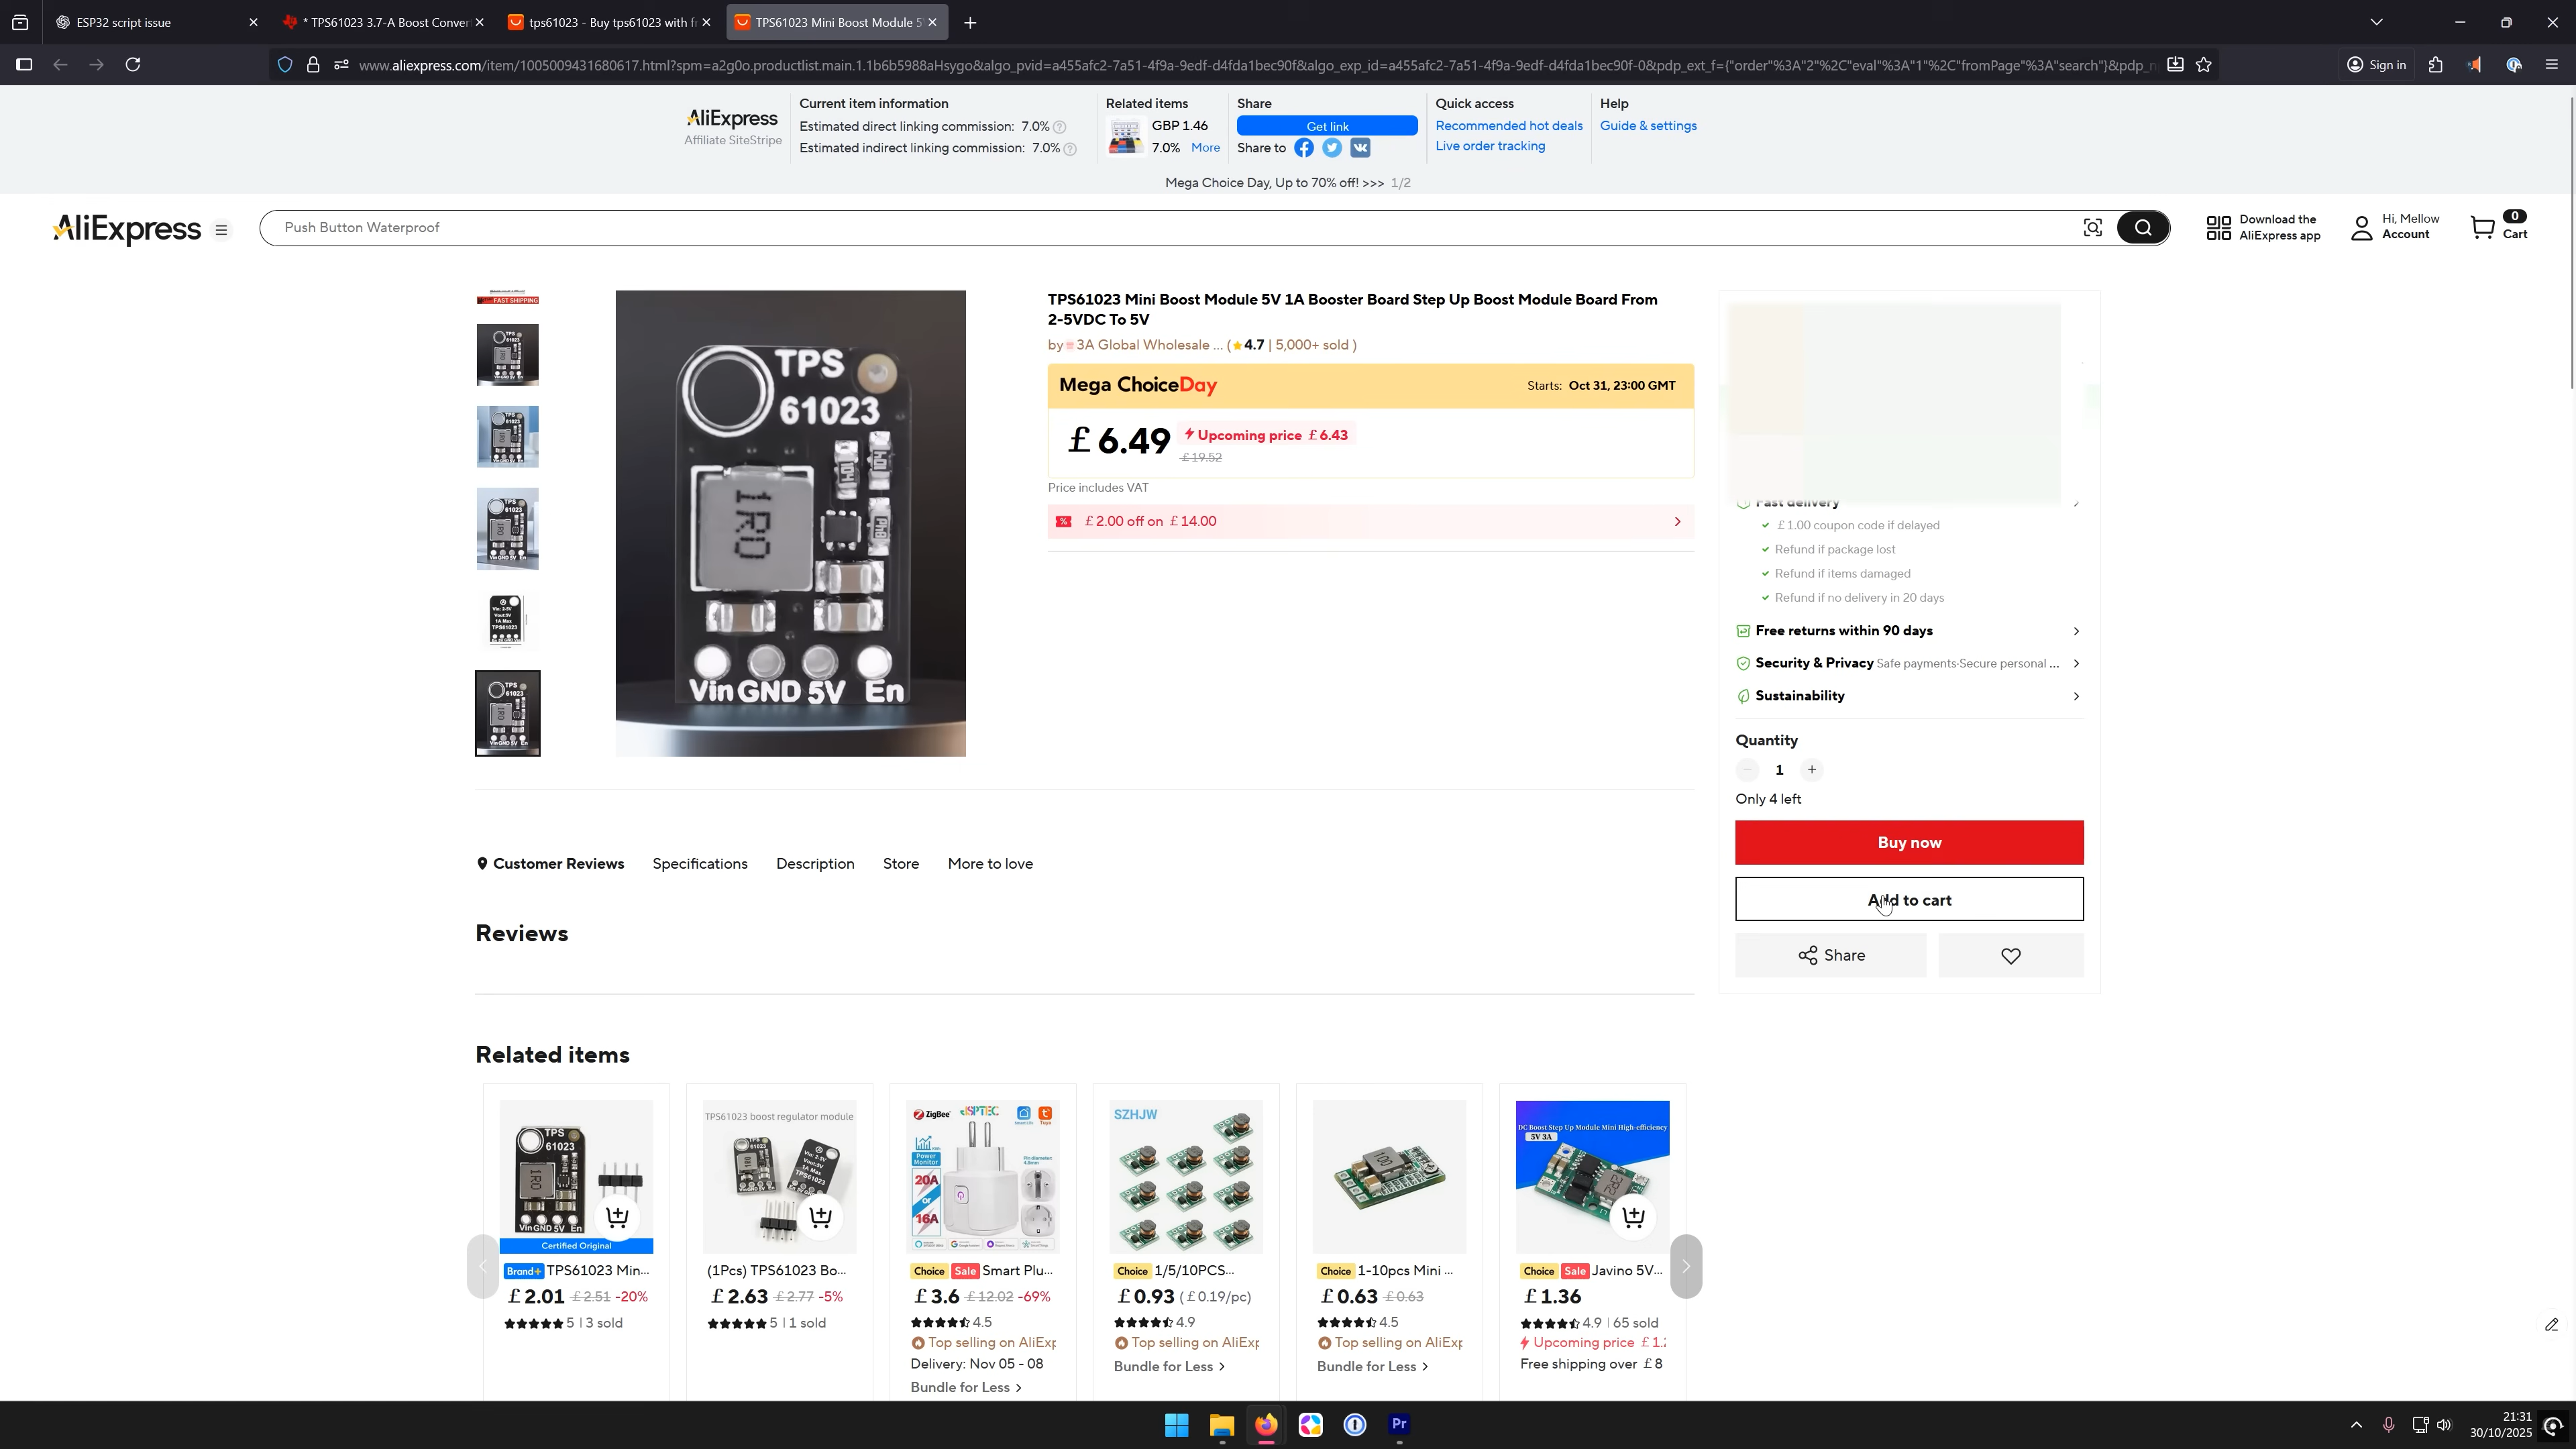 ESP32 script issue
* TPS61023 3.7-A Boost Convert
tps61023 - Buy tps61023 with fr
TPS61023 Mini Boost Module 5
www.aliexpress.com/item/1005009431680617.html?spm=a2g0o.productlist.main.1.1b6b5988aHsygo&algo_pvid=a455afc2-7a51-4f9a-9edf-d4fda1bec90f&algo_exp_id=a455afc2-7a51-4f9a-9edf-d4fda1bec90f-0&pdp_ext_f={"order"%3A"2"%2C"eval"%3A"1"%2C"fromPage"%3A"search"}&pdp_n
Sign in
AliExpress
Affiliate SiteStripe
Current item information
Estimated direct linking commission: 7.0%
Estimated indirect linking commission: 7.0%
Related items
GBP 1.46
7.0% More
Share
Get link
Share to
Quick access
Recommended hot deals
Live order tracking
Help
Guide & settings
Mega Choice Day, Up to 70% off! >>> 1/2
AliExpress
Push Button Waterproof
Download the
AliExpress app
Hi, Mellow
Account
0
Cart
FAST SHIPPING
TPS
61023
1R0
Vin GND 5V En
TPS61023 Mini Boost Module 5V 1A Booster Board Step Up Boost Module Board From
2-5VDC To 5V
by 3A Global Wholesale ... ( 4.7 | 5,000+ sold )
Mega ChoiceDay
Starts: Oct 31, 23:00 GMT
£6.49 Upcoming price £6.43
£19.52
Price includes VAT
£2.00 off on £14.00
Fast delivery
£1.00 coupon code if delayed
Refund if package lost
Refund if items damaged
Refund if no delivery in 20 days
Free returns within 90 days
Security & Privacy Safe payments·Secure personal ...
Sustainability
Quantity
1
Only 4 left
Buy now
Add to cart
Share
Customer Reviews Specifications Description Store More to love
Reviews
Related items
TPS
61023
1R0
Vin GND 5V En
Certified Original
Brand+ TPS61023 Min...
£2.01 £2.51 -20%
5 | 3 sold
TPS61023 boost regulator module
(1Pcs) TPS61023 Bo...
£2.63 £2.77 -5%
5 | 1 sold
ZigBee JSPTEC
Power
Monitor
20A
or
16A
Choice Sale Smart Plu...
£3.6 £12.02 -69%
4.5
Top selling on AliExp
Delivery: Nov 05 - 08
Bundle for Less
SZHJW
Choice 1/5/10PCS...
£0.93 (£0.19/pc)
4.9
Top selling on AliExp
Bundle for Less
Choice 1-10pcs Mini ...
£0.63 £0.63
4.5
Top selling on AliExp
Bundle for Less
DC Boost Step Up Module Mini High-efficiency
5V 3A
Choice Sale Javino 5V...
£1.36
4.9 | 65 sold
Upcoming price £1.
Free shipping over £8
Pr
21:31
30/10/2025